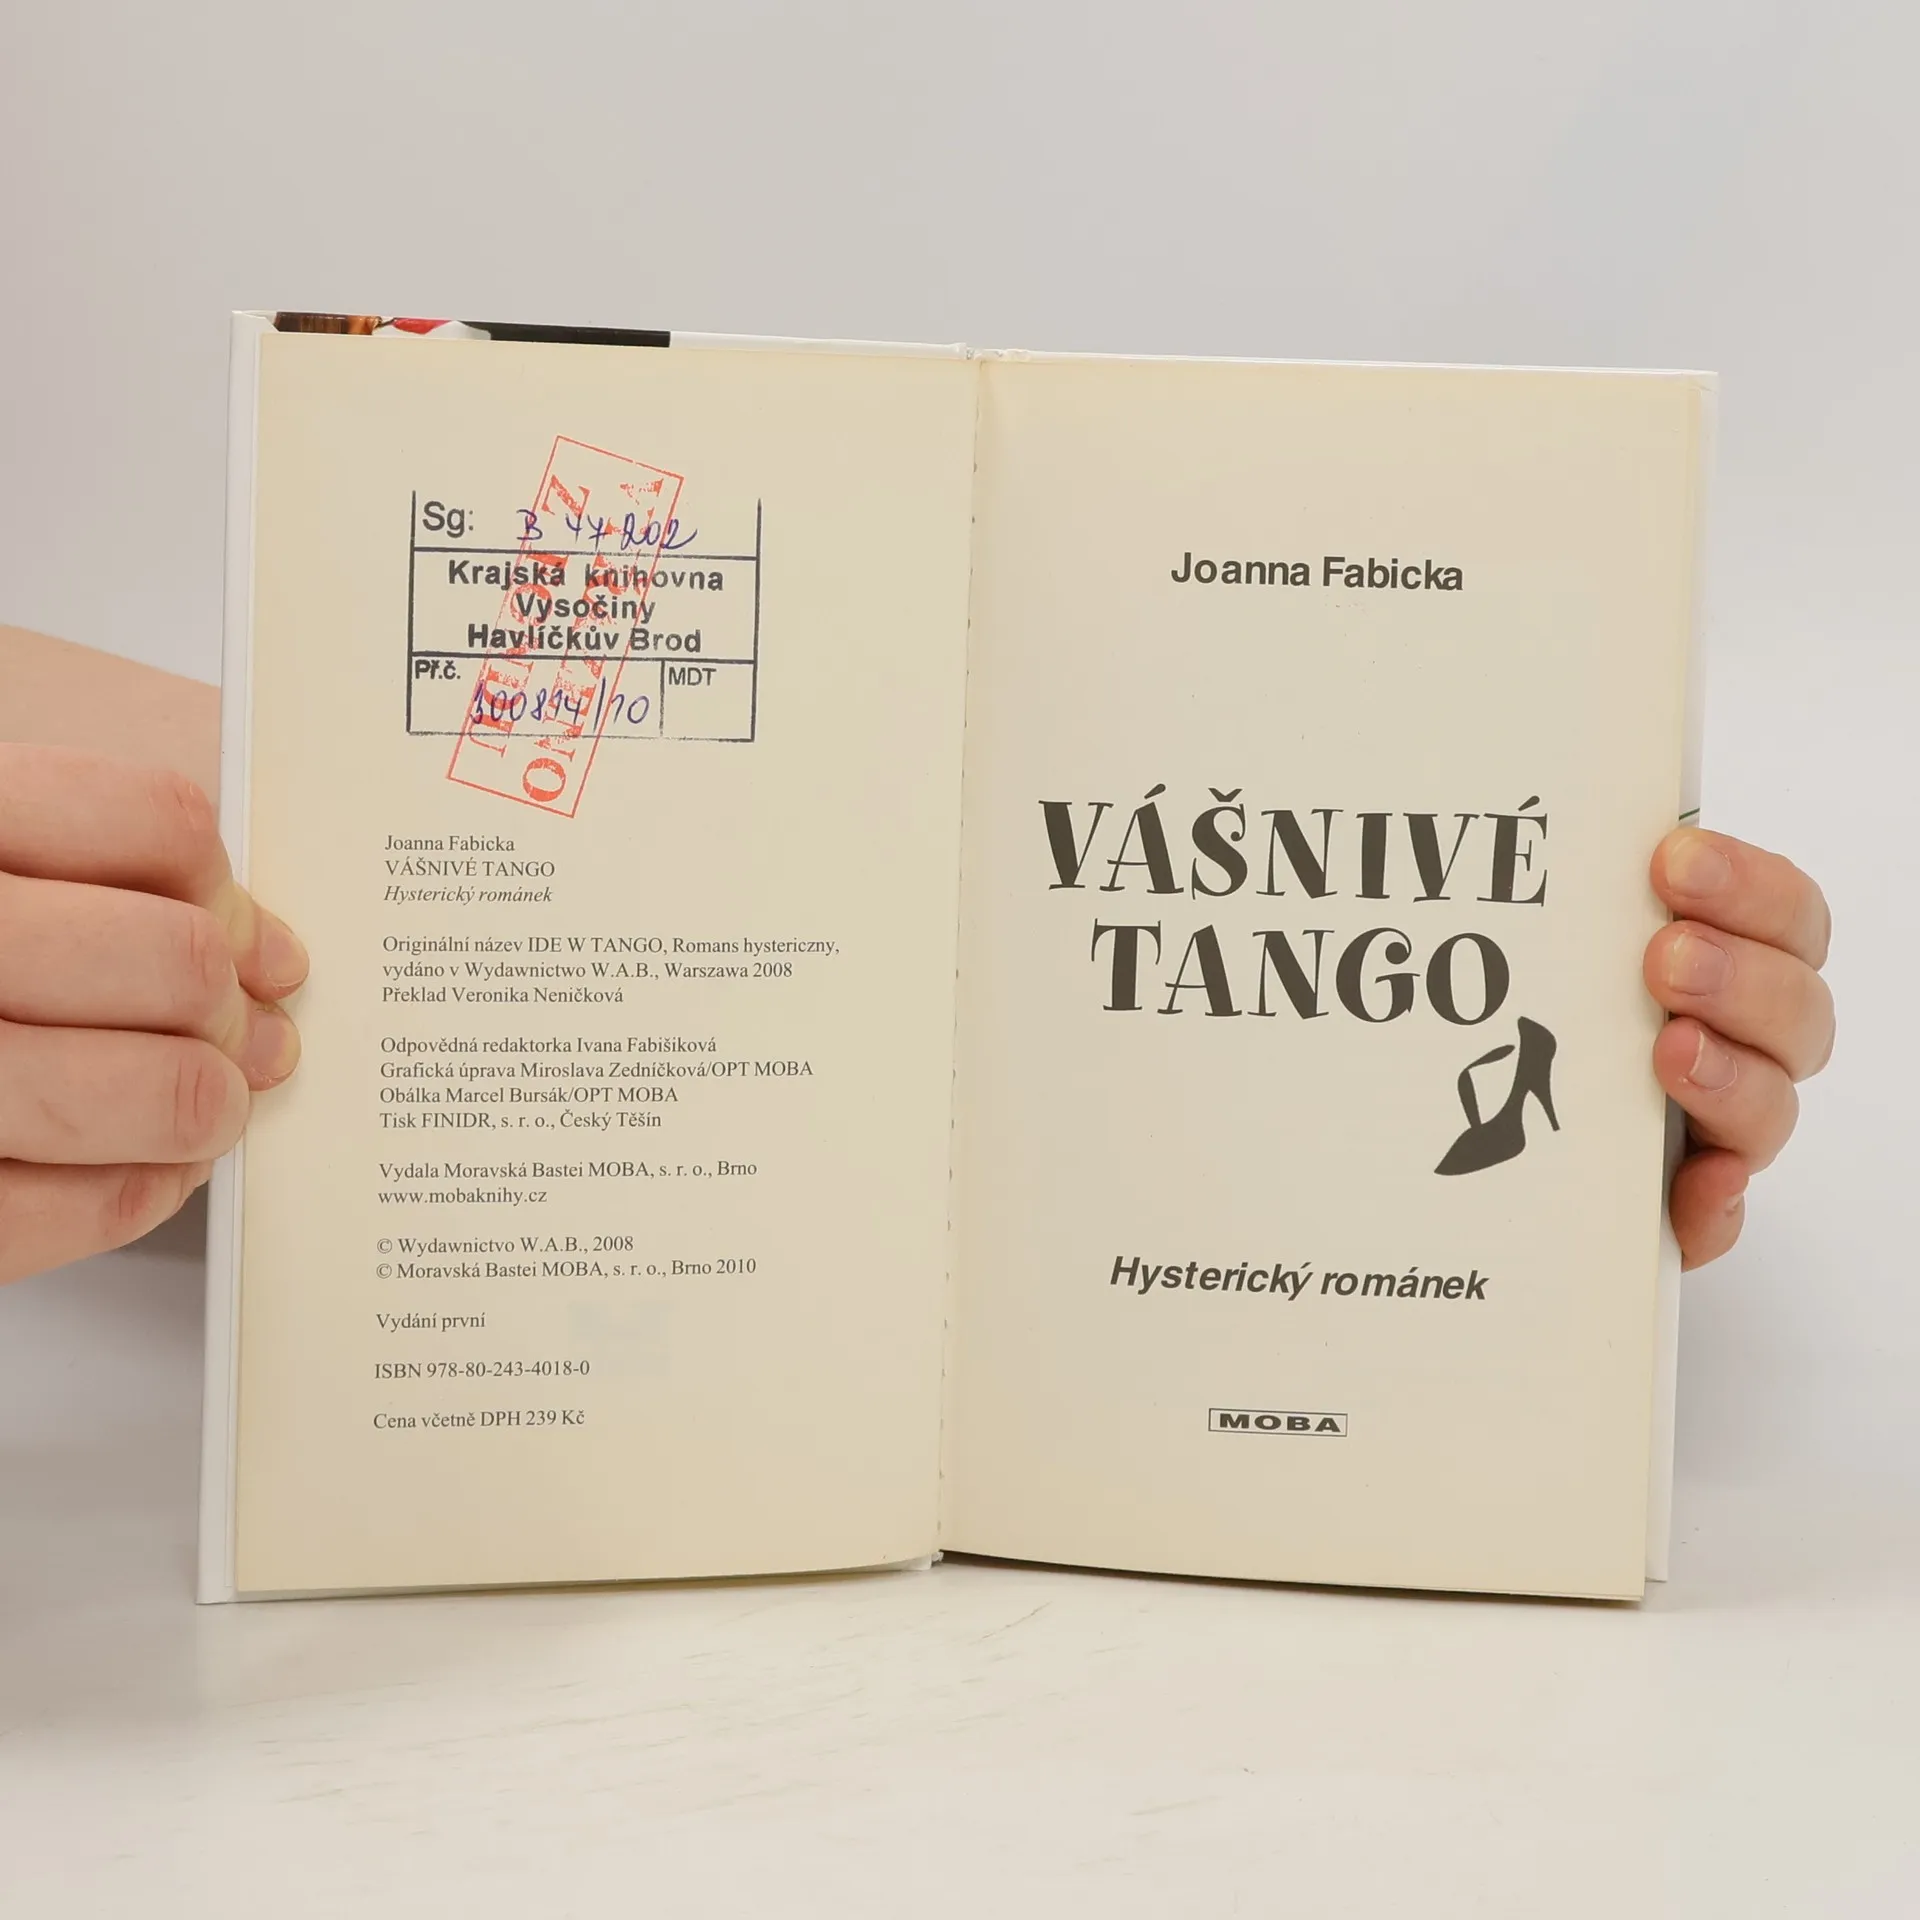 Sg: B 47 202
Krajská knihovna
Vysočiny
Havlíčkův Brod
Př.č. 300814/10 MDT
Joanna Fabicka
VÁŠNIVÉ TANGO
Hysterický románek
Originální název IDE W TANGO, Romans hystericzny,
vydáno v Wydawnictwo W.A.B., Warszawa 2008
Překlad Veronika Neničková
Odpovědná redaktorka Ivana Fabišiková
Grafická úprava Miroslava Zedníčková/OPT MOBA
Obálka Marcel Bursák/OPT MOBA
Tisk FINIDR, s. r. o., Český Těšín
Vydala Moravská Bastei MOBA, s. r. o., Brno
www.mobaknihy.cz
© Wydawnictvo W.A.B., 2008
© Moravská Bastei MOBA, s. r. o., Brno 2010
Vydání první
ISBN 978-80-243-4018-0
Cena včetně DPH 239 Kč
Joanna Fabicka
VÁŠNIVÉ
TANGO
Hysterický románek
MOBA